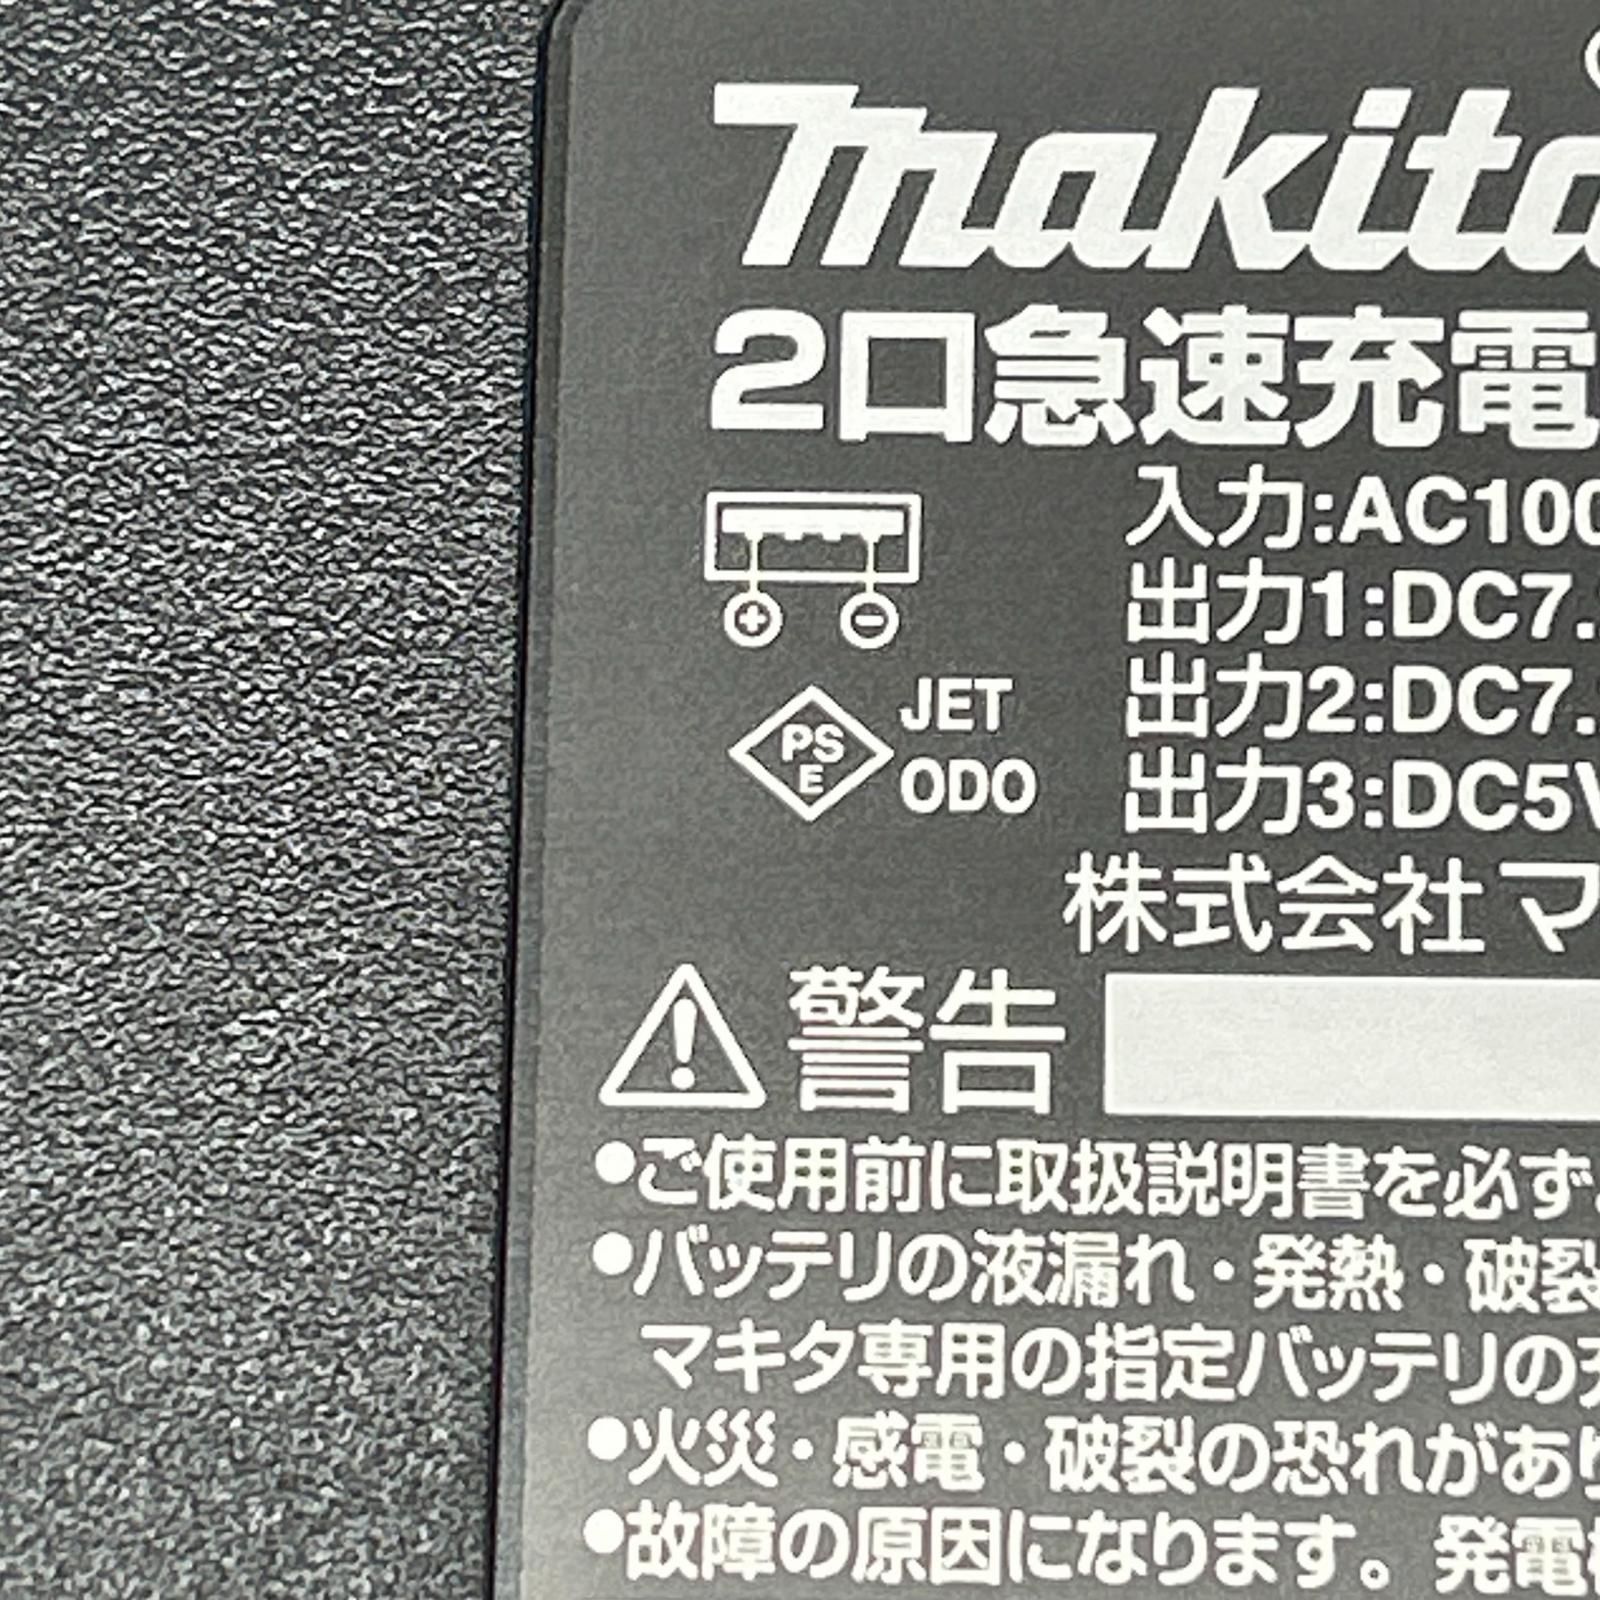 makita
2口急速充電
入力:AC100
出力1:DC7.
PS
E
JET
ODO
出力2:DC7.
出力3:DC5V
株式会社マ
警告
•ご使用前に取扱説明書を必ず
•バッテリの液漏れ・発熱・破裂
マキタ専用の指定バッテリの充
•火災・感電・破裂の恐れがあり
•故障の原因になります。発電機